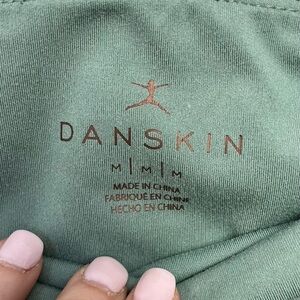 DANSKIN
M | M | M
MADE IN CHINA
FABRIQUÉ EN CHINE
HECHO EN CHINA